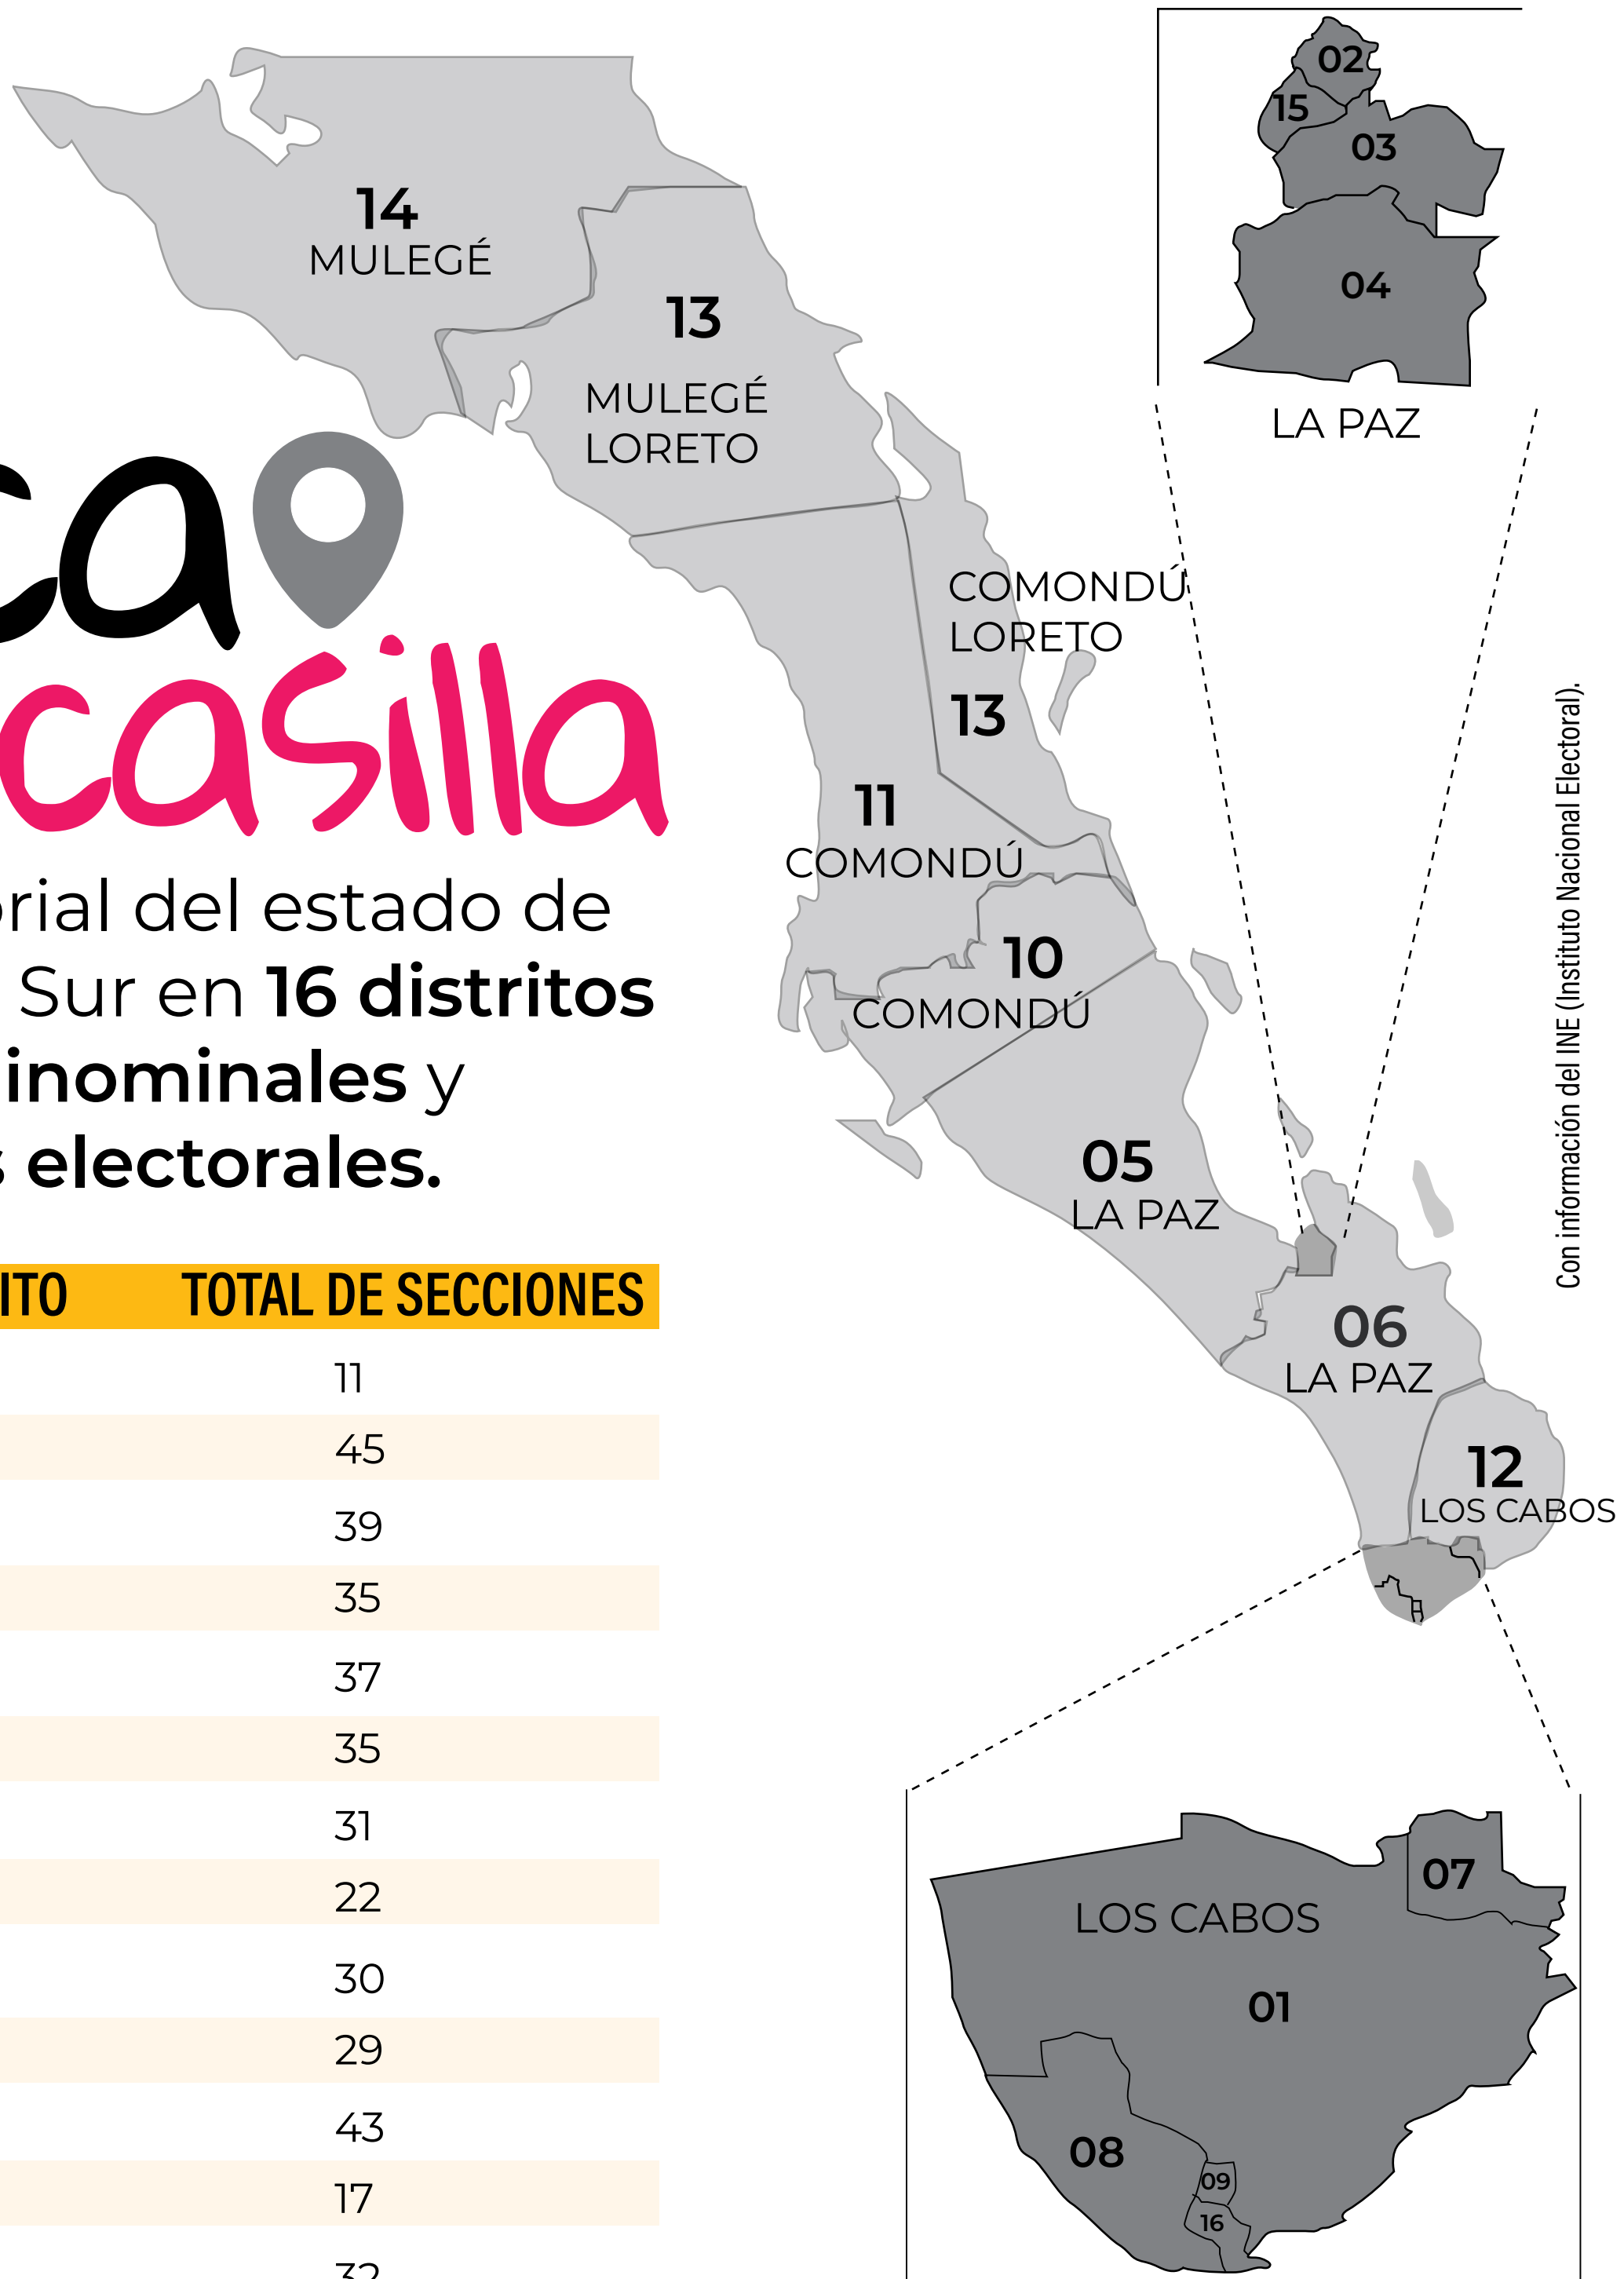 ca
casilla
orial del estado de
Sur en 16 distritos
inominales y
s electorales.
ITO TOTAL DE SECCIONES
11
45
39
35
37
35
31
22
30
29
43
17
32
14
MULEGÉ
13
MULEGÉ
LORETO
COMONDÚ
LORETO
13
11
COMONDÚ
10
COMONDÚ
05
LA PAZ
06
LA PAZ
12
LOS CABOS
02
15
03
04
LA PAZ
Con información del INE (Instituto Nacional Electoral).
07
LOS CABOS
01
08
09
16